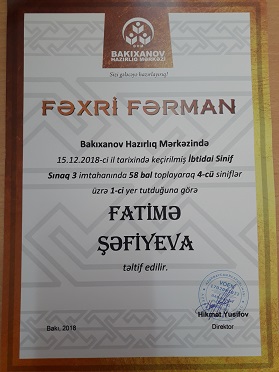 BAKIXANOV
HAZIRLIQ MƏRKƏZİ
Sizi gələcəyə hazırlayırıq!
FƏXRİ FƏRMAN
Bakıxanov Hazırlıq Mərkəzində
15.12.2018-ci il tarixində keçirilmiş İbtidai Sinif
Sınaq 3 imtahanında 58 bal toplayaraq 4-cü siniflər
üzrə 1-ci yer tutduğuna görə
FATİMƏ
ŞƏFİYEVA
təltif edilir.
VÖEN
Bakı, 2018
Hikmət Yusifov
Direktor